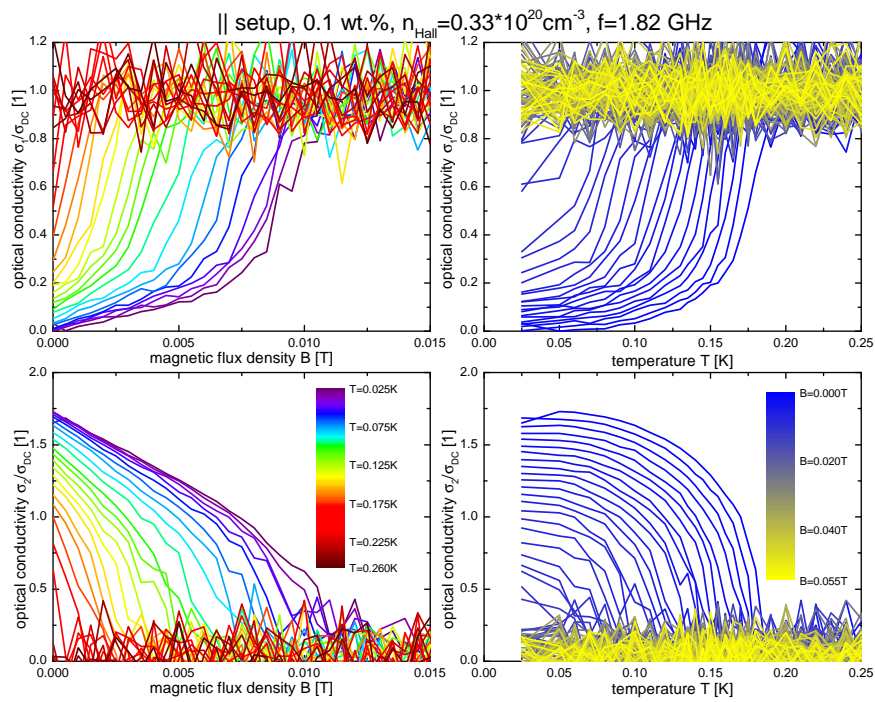 || setup, 0.1 wt.%, n_Hall=0.33*10^20cm^-3, f=1.82 GHz
optical conductivity σ₁/σ_DC [1]
1.2
1.0
0.8
0.6
0.4
0.2
0.0
0.000
0.005
0.010
0.015
magnetic flux density B [T]
optical conductivity σ₁/σ_DC [1]
1.2
1.0
0.8
0.6
0.4
0.2
0.0
0.00
0.05
0.10
0.15
0.20
0.25
temperature T [K]
optical conductivity σ₂/σ_DC [1]
2.0
1.5
1.0
0.5
0.0
T=0.025K
T=0.075K
T=0.125K
T=0.175K
T=0.225K
T=0.260K
0.000
0.005
0.010
0.015
magnetic flux density B [T]
optical conductivity σ₂/σ_DC [1]
2.0
1.5
1.0
0.5
0.0
B=0.000T
B=0.020T
B=0.040T
B=0.055T
0.00
0.05
0.10
0.15
0.20
0.25
temperature T [K]